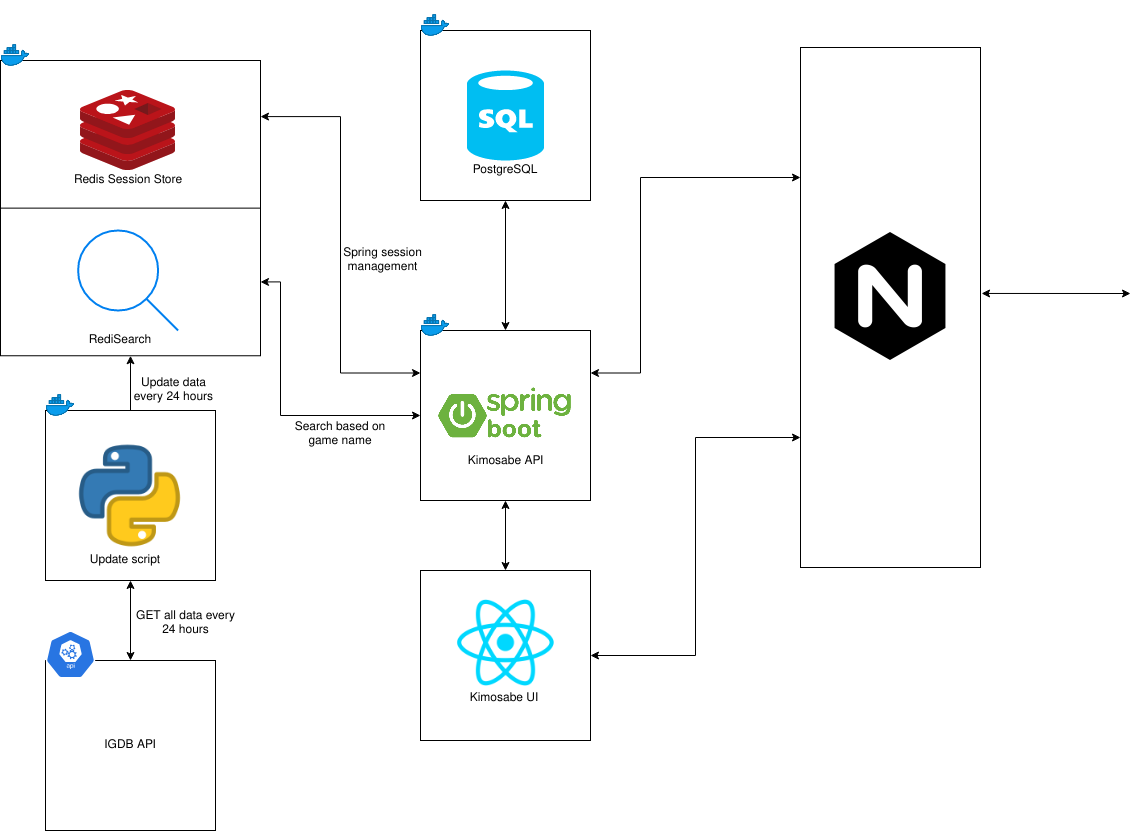 SQL
PostgreSQL
Redis Session Store
Spring session
management
RediSearch
N
Update data
every 24 hours
Search based on
game name
spring
boot
Kimosabe API
Update script
GET all data every
24 hours
api
Kimosabe UI
IGDB API